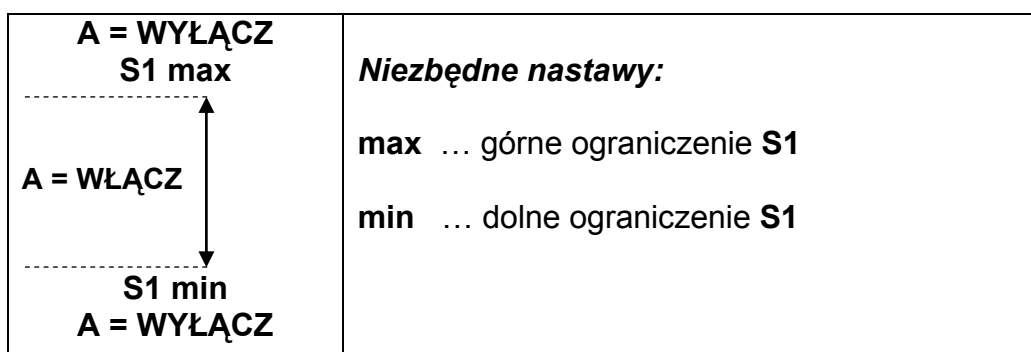 A = WYŁĄCZ
S1 max
A = WŁĄCZ
S1 min
A = WYŁĄCZ
Niezbędne nastawy:
max … górne ograniczenie S1
min … dolne ograniczenie S1